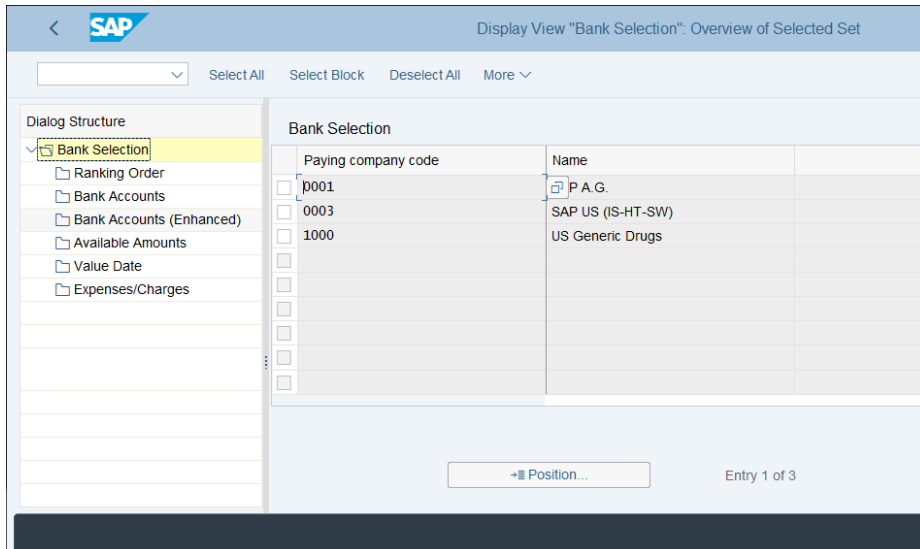 SAP Display View "Bank Selection": Overview of Selected Set
Select All Select Block Deselect All More
Dialog Structure
Bank Selection
Ranking Order
Bank Accounts
Bank Accounts (Enhanced)
Available Amounts
Value Date
Expenses/Charges
Bank Selection
Paying company code Name
0001 P A.G.
0003 SAP US (IS-HT-SW)
1000 US Generic Drugs
Position... Entry 1 of 3